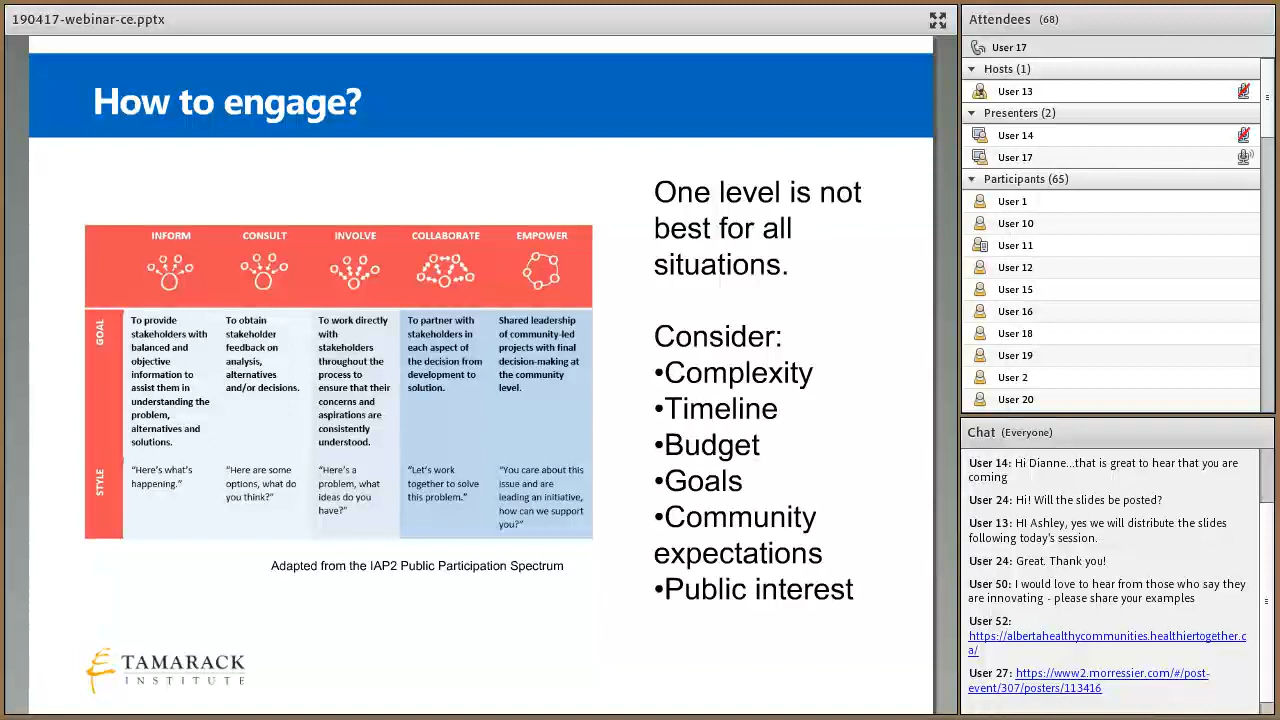 190417-webinar-ce.pptx
How to engage?
INFORM
CONSULT
INVOLVE
COLLABORATE
EMPOWER
GOAL
To provide
stakeholders with
balanced and
objective
information to
assist them in
understanding the
problem,
alternatives and
solutions.
To obtain
stakeholder
feedback on
analysis,
alternatives
and/or decisions.
To work directly
with
stakeholders
throughout the
process to
ensure that their
concerns and
aspirations are
consistently
understood.
To partner with
stakeholders in
each aspect of
the decision from
development to
solution.
Shared leadership
of community-led
projects with final
decision-making at
the community
level.
STYLE
“Here’s what’s
happening.”
“Here are some
options, what do
you think?”
“Here’s a
problem, what
ideas do you
have?”
“Let’s work
together to solve
this problem.”
“You care about this
issue and are
leading an initiative,
how can we support
you?”
Adapted from the IAP2 Public Participation Spectrum
TAMARACK
INSTITUTE
One level is not
best for all
situations.
Consider:
•Complexity
•Timeline
•Budget
•Goals
•Community
expectations
•Public interest
Attendees (68)
User 17
Hosts (1)
User 13
Presenters (2)
User 14
User 17
Participants (65)
User 1
User 10
User 11
User 12
User 15
User 16
User 18
User 19
User 2
User 20
Chat (Everyone)
User 14: Hi Dianne...that is great to hear that you are
coming
User 24: Hi! Will the slides be posted?
User 13: HI Ashley, yes we will distribute the slides
following today's session.
User 24: Great. Thank you!
User 50: I would love to hear from those who say they
are innovating - please share your examples
User 52:
https://albertahealthycommunities.healthiertogether.c
a/
User 27: https://www2.morressier.com/#/post-
event/307/posters/113416